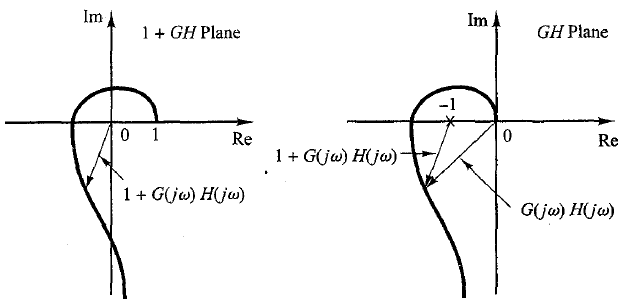 Im
1 + GH Plane
0 1
Re
1 + G(jω) H(jω)
Im
GH Plane
−1
0
Re
1 + G(jω) H(jω)
G(jω) H(jω)